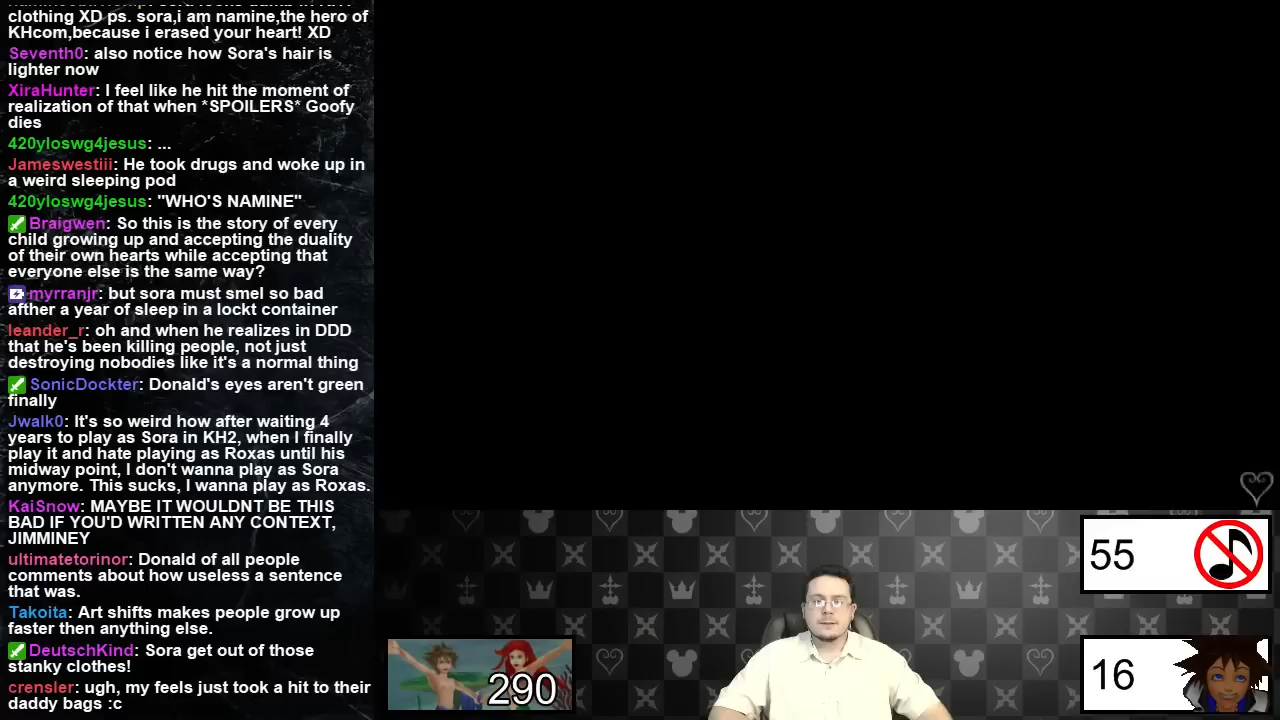 clothing XD ps. sora,i am namine,the hero of
KHcom,because i erased your heart! XD
Seventh0: also notice how Sora's hair is
lighter now
XiraHunter: I feel like he hit the moment of
realization of that when *SPOILERS* Goofy
dies
420yloswg4jesus: ...
Jameswestiii: He took drugs and woke up in
a weird sleeping pod
420yloswg4jesus: "WHO'S NAMINE"
Braigwen: So this is the story of every
child growing up and accepting the duality
of their own hearts while accepting that
everyone else is the same way?
myrranjr: but sora must smel so bad
afther a year of sleep in a lockt container
leander_r: oh and when he realizes in DDD
that he's been killing people, not just
destroying nobodies like it's a normal thing
SonicDockter: Donald's eyes aren't green
finally
Jwalk0: It's so weird how after waiting 4
years to play as Sora in KH2, when I finally
play it and hate playing as Roxas until his
midway point, I don't wanna play as Sora
anymore. This sucks, I wanna play as Roxas.
KaiSnow: MAYBE IT WOULDNT BE THIS
BAD IF YOU'D WRITTEN ANY CONTEXT,
JIMMINEY
ultimatetorinor: Donald of all people
comments about how useless a sentence
that was.
Takoita: Art shifts makes people grow up
faster then anything else.
DeutschKind: Sora get out of those
stanky clothes!
crensler: ugh, my feels just took a hit to their
daddy bags :c
55
290
16